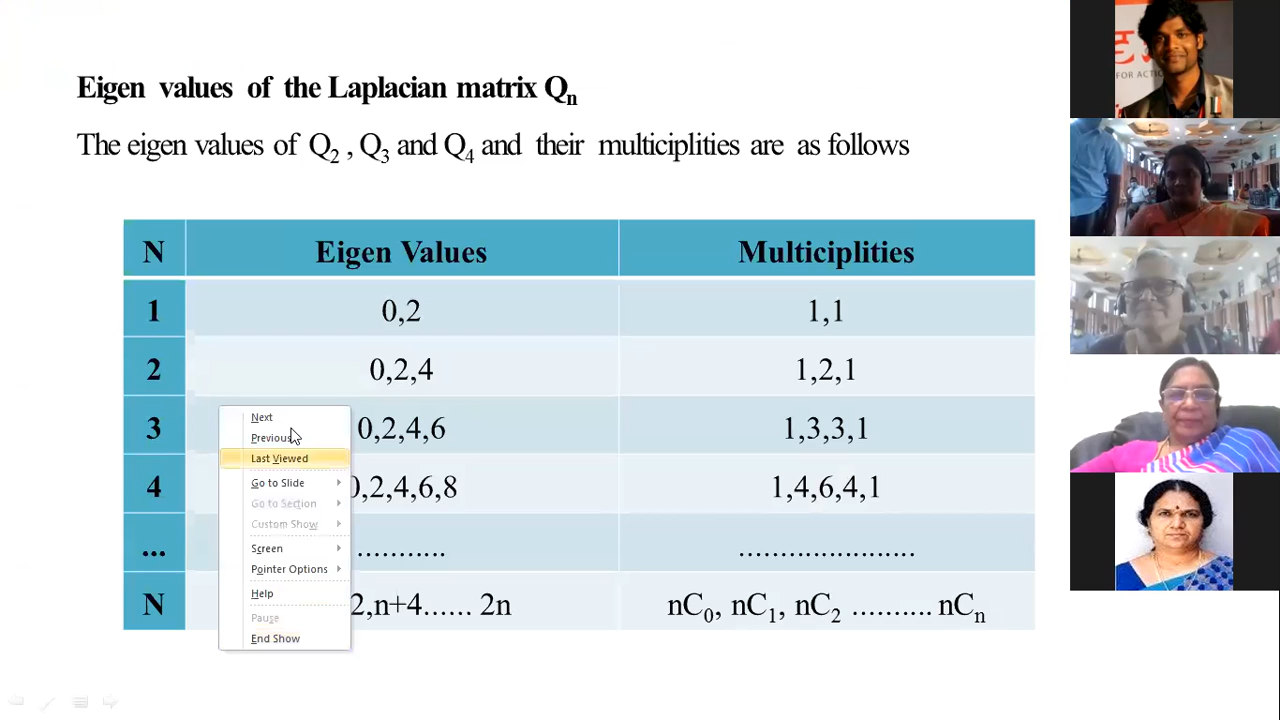 Eigen values of the Laplacian matrix Qn
The eigen values of Q2 , Q3 and Q4 and their multiciplities are as follows
N Eigen Values Multiciplities
1 0,2 1,1
2 0,2,4 1,2,1
3 0,2,4,6 1,3,3,1
4 0,2,4,6,8 1,4,6,4,1
... ........... ......................
N 2,n+4...... 2n nC0, nC1, nC2 .......... nCn
Next
Previous
Last Viewed
Go to Slide
Go to Section
Custom Show
Screen
Pointer Options
Help
Pause
End Show
FOR ACTIO